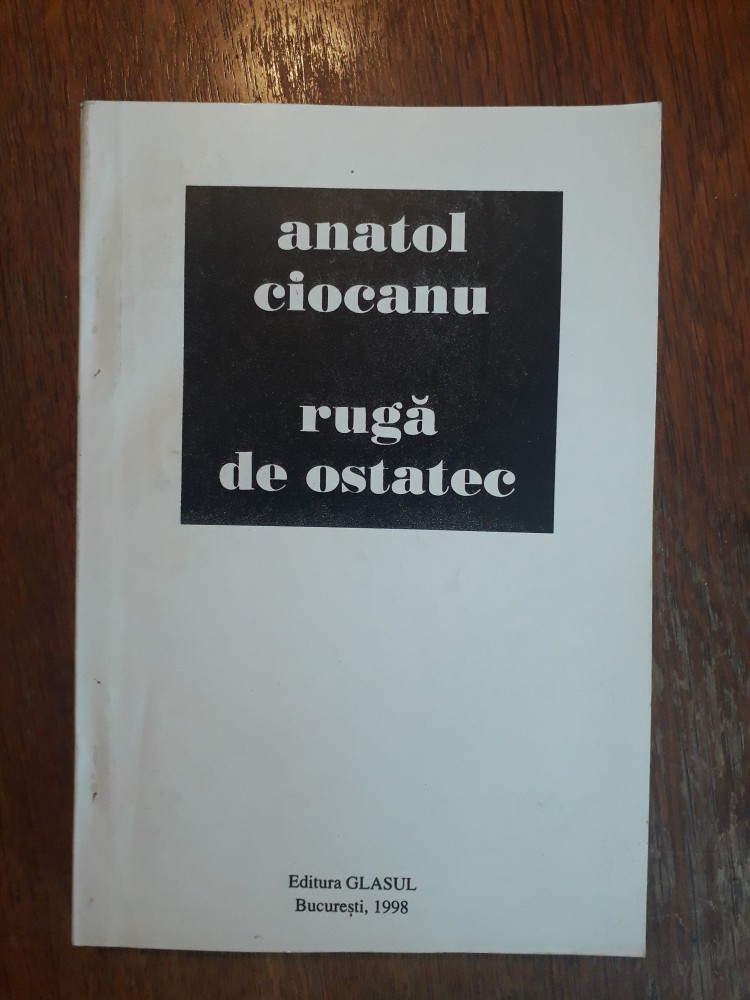 anatol
ciocanu
rugă
de ostatec
Editura GLASUL
București, 1998